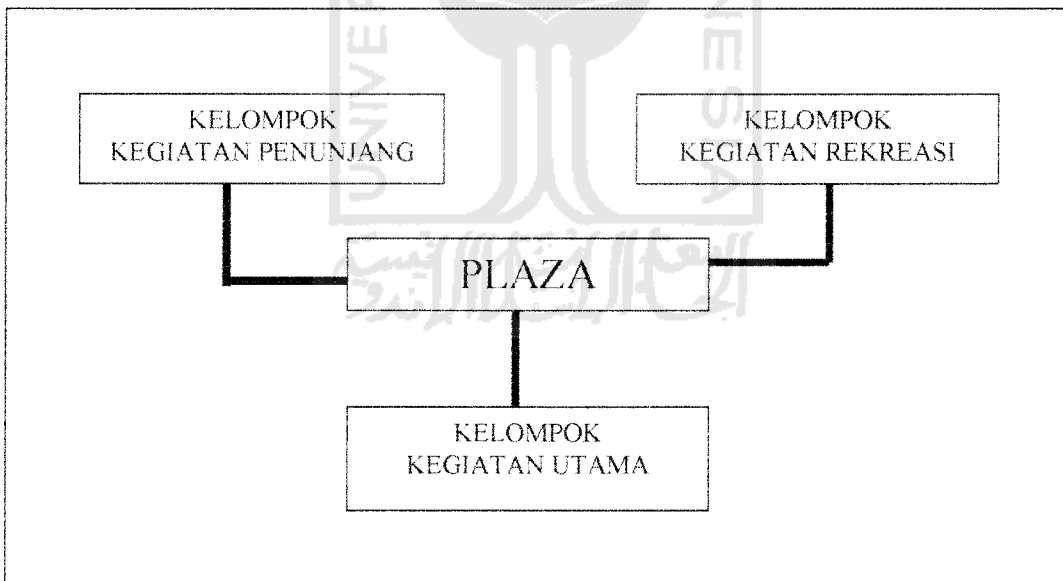 KELOMPOK
KEGIATAN PENUNJANG
KELOMPOK
KEGIATAN REKREASI
PLAZA
KELOMPOK
KEGIATAN UTAMA